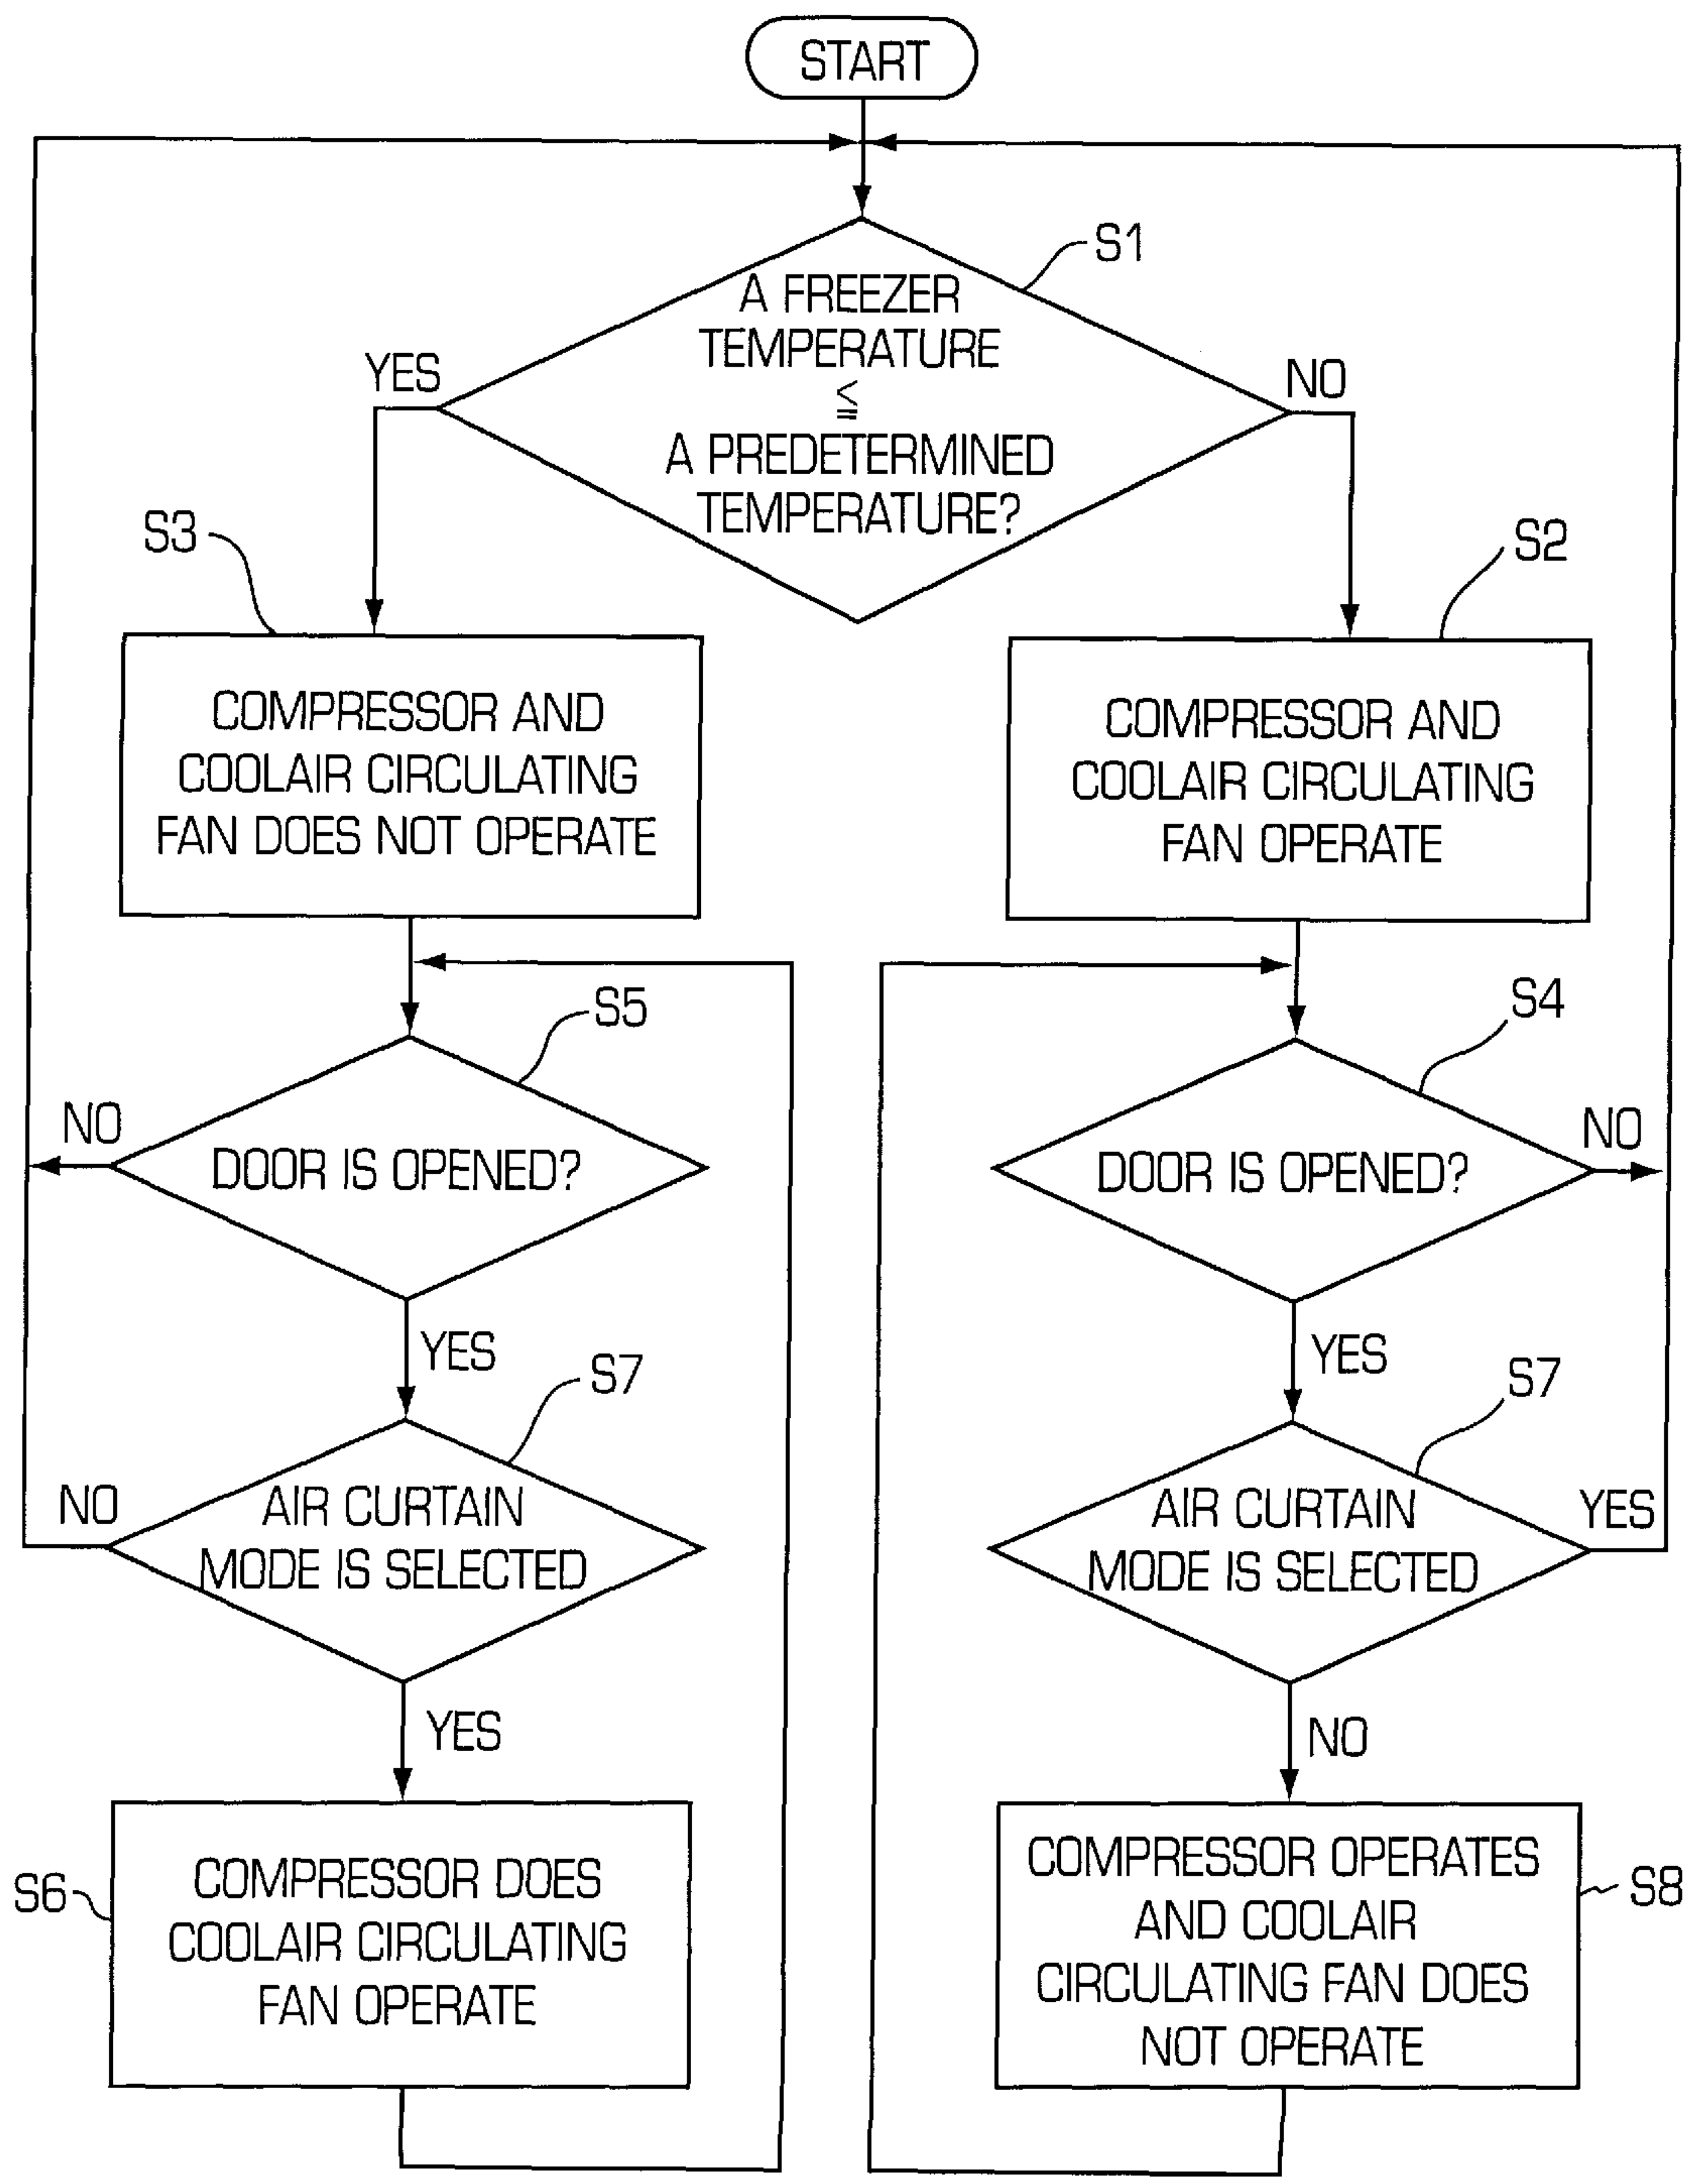 START
S1
A FREEZER
TEMPERATURE
≦
A PREDETERMINED
TEMPERATURE?
YES
NO
S3
S2
COMPRESSOR AND
COOLAIR CIRCULATING
FAN DOES NOT OPERATE
COMPRESSOR AND
COOLAIR CIRCULATING
FAN OPERATE
S5
S4
NO
DOOR IS OPENED?
DOOR IS OPENED?
NO
YES
YES
S7
S7
NO
AIR CURTAIN
MODE IS SELECTED
AIR CURTAIN
MODE IS SELECTED
YES
YES
NO
S6
COMPRESSOR DOES
COOLAIR CIRCULATING
FAN OPERATE
COMPRESSOR OPERATES
AND COOLAIR
CIRCULATING FAN DOES
NOT OPERATE
S8